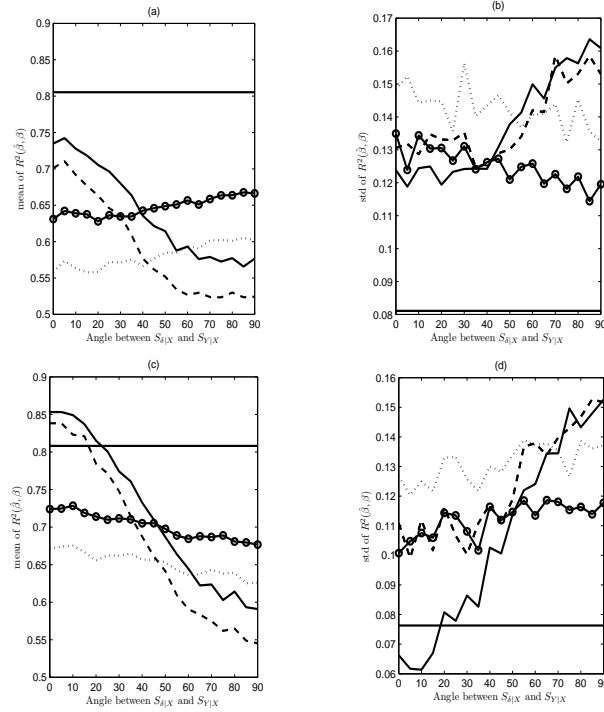 (a)
0.9
0.85
0.8
0.75
0.7
0.65
0.6
0.55
0.5
mean of R²(β̂, β)
0 10 20 30 40 50 60 70 80 90
Angle between S_{δ|X} and S_{Y|X}
(b)
0.17
0.16
0.15
0.14
0.13
0.12
0.11
0.1
0.09
0.08
std of R²(β̂, β)
0 10 20 30 40 50 60 70 80 90
Angle between S_{δ|X} and S_{Y|X}
(c)
0.9
0.85
0.8
0.75
0.7
0.65
0.6
0.55
0.5
mean of R²(β̂, β)
0 10 20 30 40 50 60 70 80 90
Angle between S_{δ|X} and S_{Y|X}
(d)
0.16
0.15
0.14
0.13
0.12
0.11
0.1
0.09
0.08
0.07
0.06
std of R²(β̂, β)
0 10 20 30 40 50 60 70 80 90
Angle between S_{δ|X} and S_{Y|X}